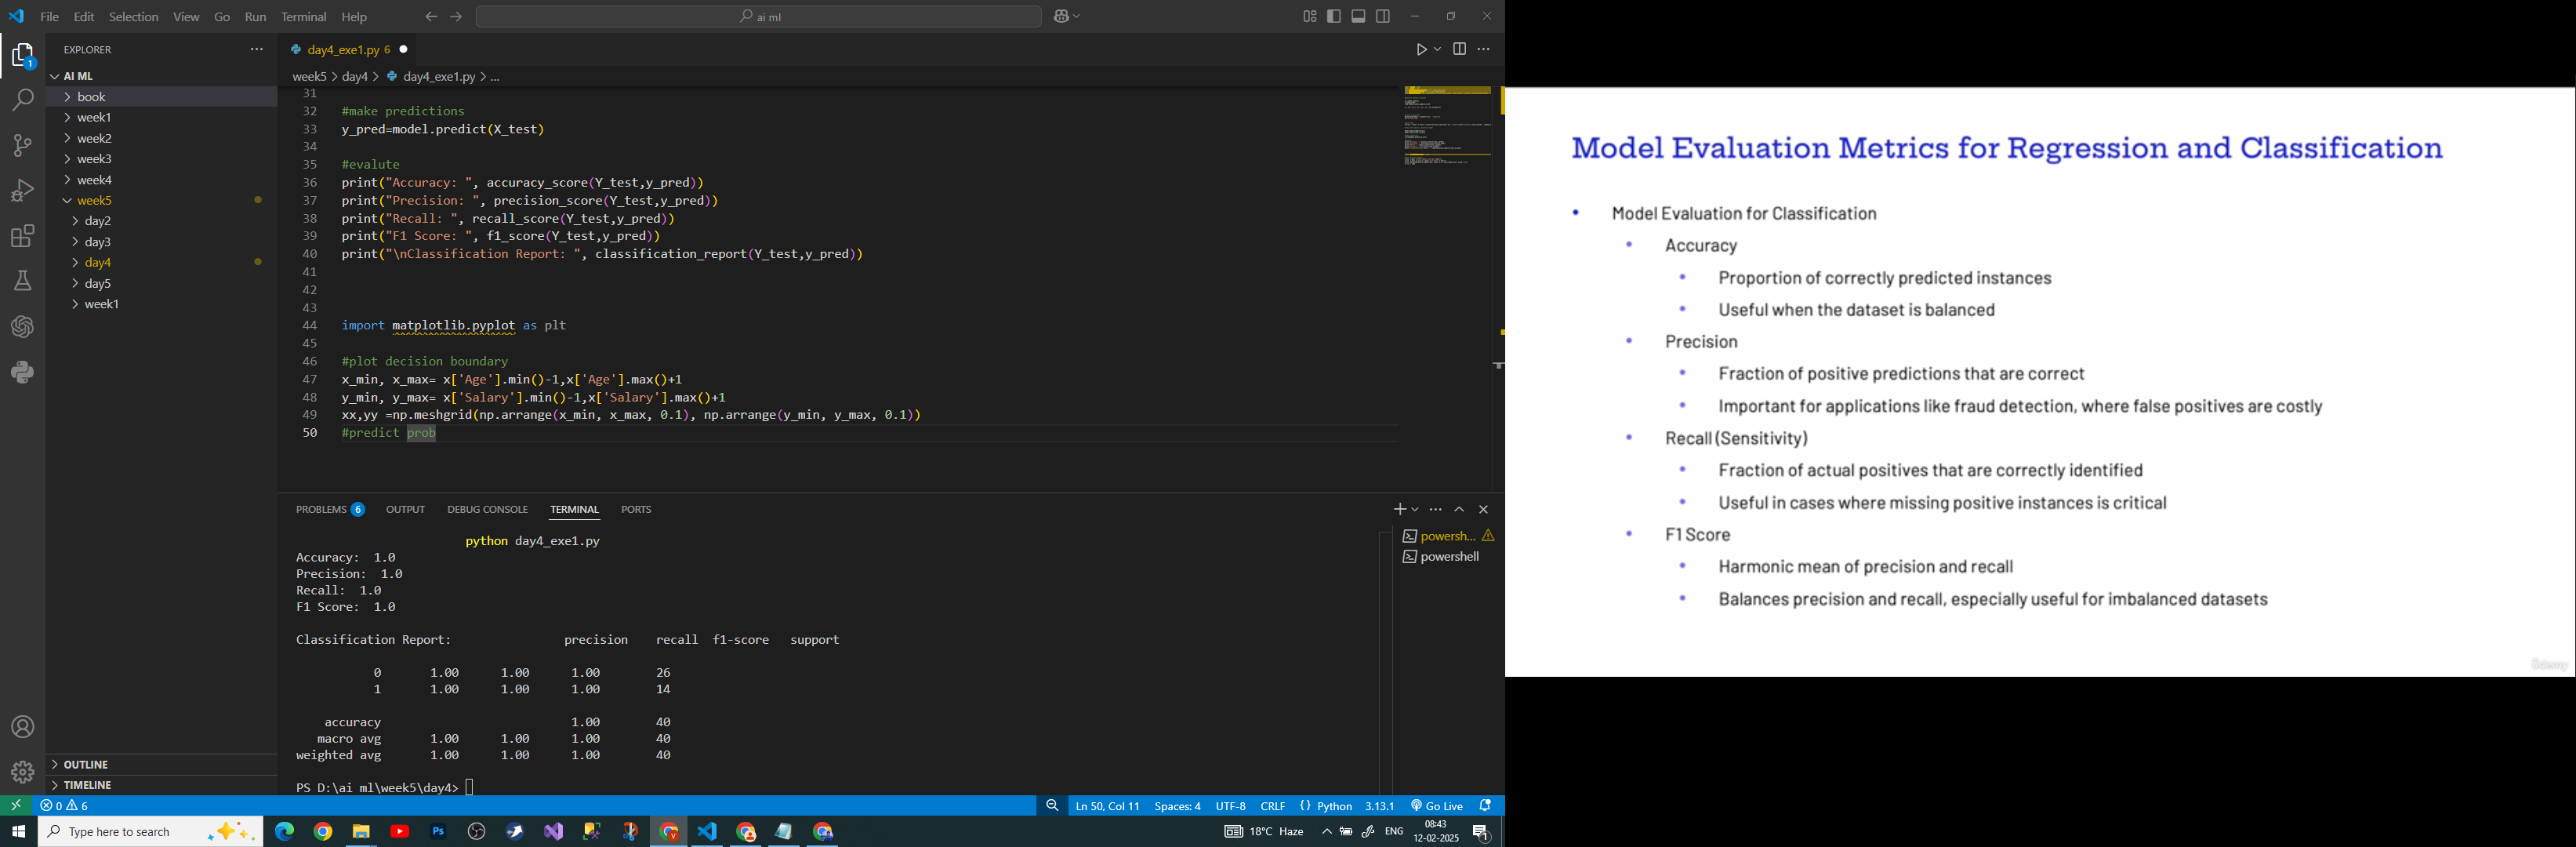 File Edit Selection View Go Run Terminal Help
ai ml
EXPLORER
AI ML
book
week1
week2
week3
week4
week5
day2
day3
day4
day5
week1
OUTLINE
TIMELINE
1
day4_exe1.py 6
week5 > day4 > day4_exe1.py > ...
31
32 #make predictions
33 y_pred=model.predict(X_test)
34
35 #evalute
36 print("Accuracy: ", accuracy_score(Y_test,y_pred))
37 print("Precision: ", precision_score(Y_test,y_pred))
38 print("Recall: ", recall_score(Y_test,y_pred))
39 print("F1 Score: ", f1_score(Y_test,y_pred))
40 print("\nClassification Report: ", classification_report(Y_test,y_pred))
41
42
43
44 import matplotlib.pyplot as plt
45
46 #plot decision boundary
47 x_min, x_max= x['Age'].min()-1,x['Age'].max()+1
48 y_min, y_max= x['Salary'].min()-1,x['Salary'].max()+1
49 xx,yy =np.meshgrid(np.arrange(x_min, x_max, 0.1), np.arrange(y_min, y_max, 0.1))
50 #predict prob
PROBLEMS 6 OUTPUT DEBUG CONSOLE TERMINAL PORTS
python day4_exe1.py
Accuracy: 1.0
Precision: 1.0
Recall: 1.0
F1 Score: 1.0
Classification Report: precision recall f1-score support
0 1.00 1.00 1.00 26
1 1.00 1.00 1.00 14
accuracy 1.00 40
macro avg 1.00 1.00 1.00 40
weighted avg 1.00 1.00 1.00 40
PS D:\ai ml\week5\day4>
powersh...
powershell
0 6
Ln 50, Col 11 Spaces: 4 UTF-8 CRLF {} Python 3.13.1 Go Live
Type here to search
Ps
18°C Haze
ENG
08:43
12-02-2025
1
Model Evaluation Metrics for Regression and Classification
• Model Evaluation for Classification
• Accuracy
• Proportion of correctly predicted instances
• Useful when the dataset is balanced
• Precision
• Fraction of positive predictions that are correct
• Important for applications like fraud detection, where false positives are costly
• Recall (Sensitivity)
• Fraction of actual positives that are correctly identified
• Useful in cases where missing positive instances is critical
• F1 Score
• Harmonic mean of precision and recall
• Balances precision and recall, especially useful for imbalanced datasets
Udemy